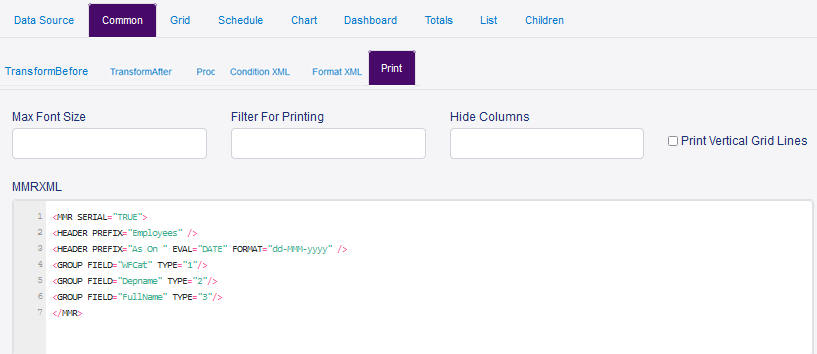 Data Source Common Grid Schedule Chart Dashboard Totals List Children
TransformBefore TransformAfter Proc Condition XML Format XML Print
Max Font Size Filter For Printing Hide Columns
Print Vertical Grid Lines
MMRXML
1 <MMR SERIAL="TRUE">
2 <HEADER PREFIX="Employees" />
3 <HEADER PREFIX="As On " EVAL="DATE" FORMAT="dd-MMM-yyyy" />
4 <GROUP FIELD="WFCat" TYPE="1"/>
5 <GROUP FIELD="Depname" TYPE="2"/>
6 <GROUP FIELD="FullName" TYPE="3"/>
7 </MMR>